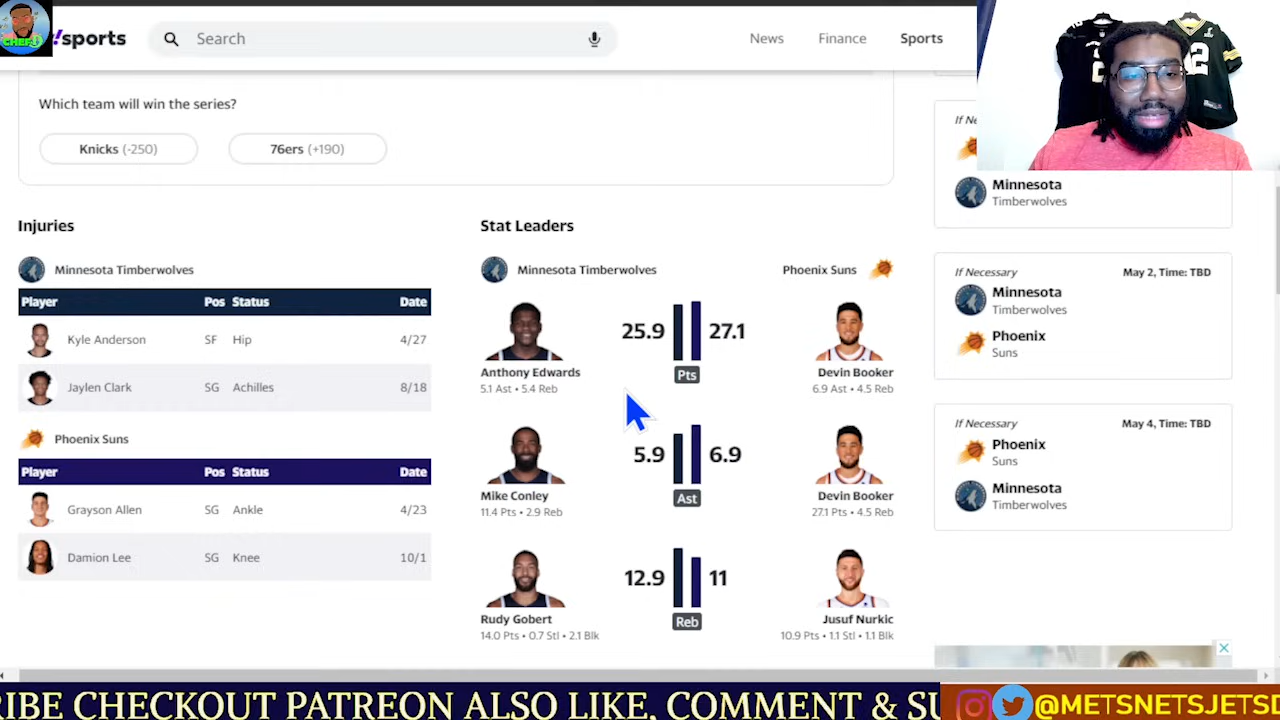 CHEFJ
!sports
Search
News
Finance
Sports
Which team will win the series?
Knicks (-250)
76ers (+190)
Injuries
Minnesota Timberwolves
Player Pos Status Date
Kyle Anderson SF Hip 4/27
Jaylen Clark SG Achilles 8/18
Phoenix Suns
Player Pos Status Date
Grayson Allen SG Ankle 4/23
Damion Lee SG Knee 10/1
Stat Leaders
Minnesota Timberwolves
Phoenix Suns
25.9 27.1
Pts
Anthony Edwards
5.1 Ast • 5.4 Reb
Devin Booker
6.9 Ast • 4.5 Reb
5.9 6.9
Ast
Mike Conley
11.4 Pts • 2.9 Reb
Devin Booker
27.1 Pts • 4.5 Reb
12.9 11
Reb
Rudy Gobert
14.0 Pts • 0.7 Stl • 2.1 Blk
Jusuf Nurkic
10.9 Pts • 1.1 Stl • 1.1 Blk
If Ne
Minnesota
Timberwolves
If Necessary May 2, Time: TBD
Minnesota
Timberwolves
Phoenix
Suns
If Necessary May 4, Time: TBD
Phoenix
Suns
Minnesota
Timberwolves
2
RIBE CHECKOUT PATREON ALSO LIKE, COMMENT & SU
@METSNETSJETSL